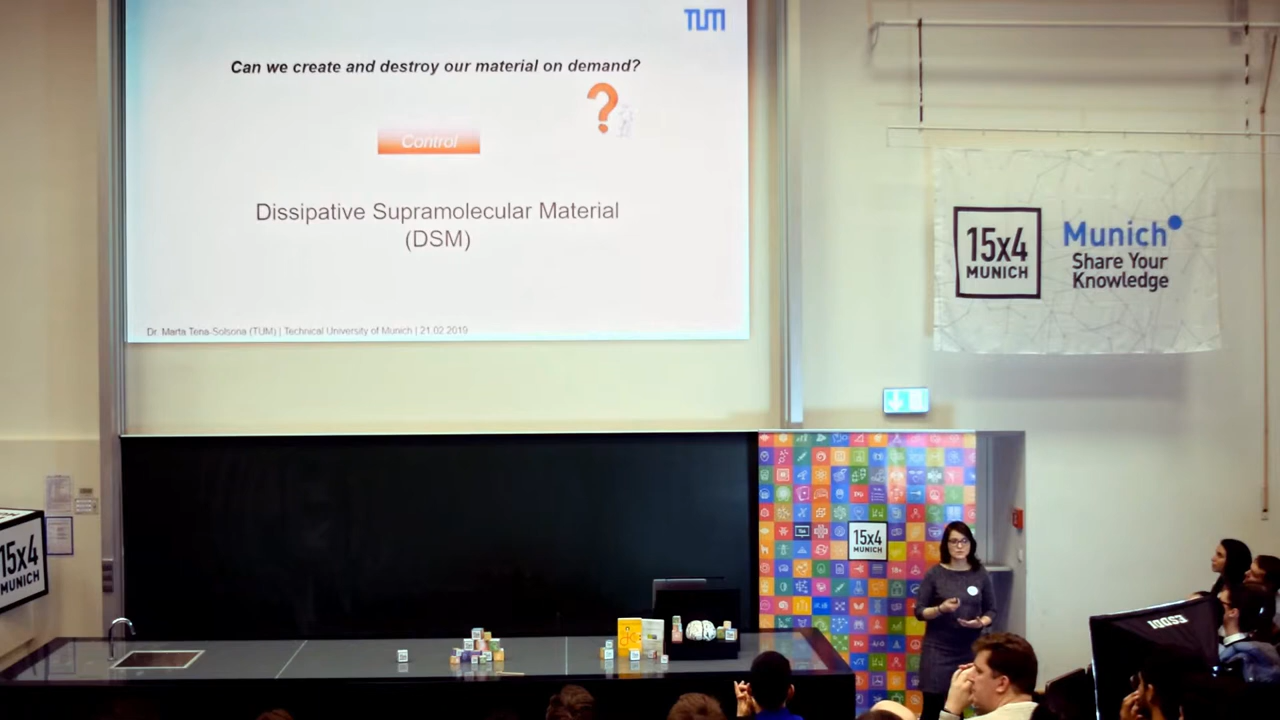 TUM
Can we create and destroy our material on demand?
?
Control
Dissipative Supramolecular Material
(DSM)
Dr. Marta Tena-Solsona (TUM) | Technical University of Munich | 21.02.2019
15x4
MUNICH
Munich
Share Your
Knowledge
15x4
MUNICH
15x4
MUNICH
ESDDI